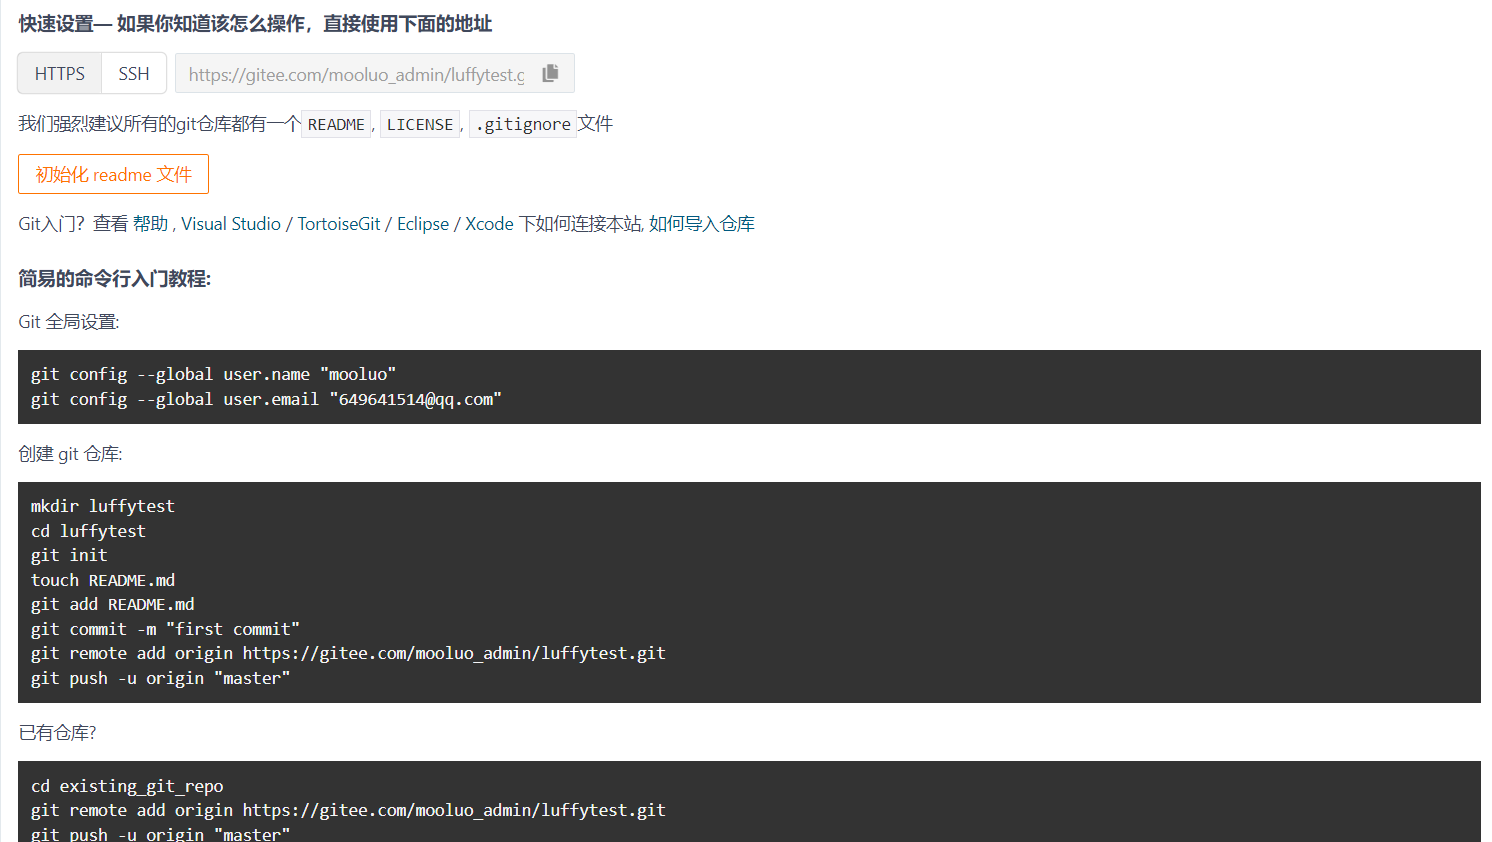 快速设置— 如果你知道该怎么操作，直接使用下面的地址
HTTPS SSH https://gitee.com/mooluo_admin/luffytest.g
我们强烈建议所有的git仓库都有一个 README, LICENSE, .gitignore 文件
初始化 readme 文件
Git入门？查看 帮助 , Visual Studio / TortoiseGit / Eclipse / Xcode 下如何连接本站, 如何导入仓库
简易的命令行入门教程:
Git 全局设置:
git config --global user.name "mooluo"
git config --global user.email "649641514@qq.com"
创建 git 仓库:
mkdir luffytest
cd luffytest
git init
touch README.md
git add README.md
git commit -m "first commit"
git remote add origin https://gitee.com/mooluo_admin/luffytest.git
git push -u origin "master"
已有仓库?
cd existing_git_repo
git remote add origin https://gitee.com/mooluo_admin/luffytest.git
git push -u origin "master"